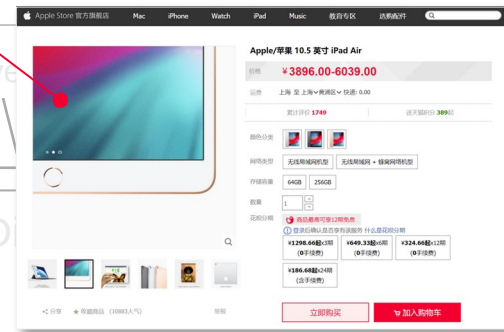 Apple Store 官方旗舰店 Mac iPhone Watch iPad Music 教育专区 选购配件
Apple/苹果 10.5 英寸 iPad Air
价格 ¥3896.00-6039.00
运费 上海 至 上海 黄浦区 快递: 0.00
累计评价 1749 送天猫积分 389起
颜色分类
网络类型 无线局域网机型 无线局域网 + 蜂窝网络机型
存储容量 64GB 256GB
数量 1
花呗分期 商品最高可享12期免费
登录后确认是否享有该服务 什么是花呗分期
¥1298.66起x3期 ¥649.33起x6期 ¥324.66起x12期
(0手续费) (0手续费) (0手续费)
¥186.68起x24期
(含手续费)
分享 收藏商品 (10883人气) 举报
立即购买 加入购物车